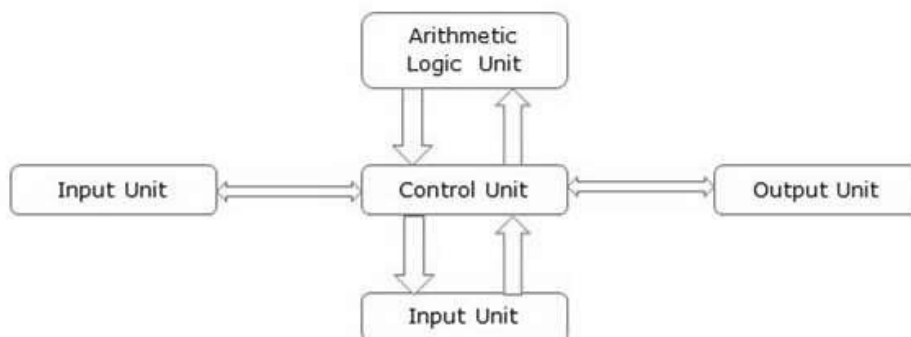 Arithmetic
Logic Unit
Input Unit
Control Unit
Output Unit
Input Unit